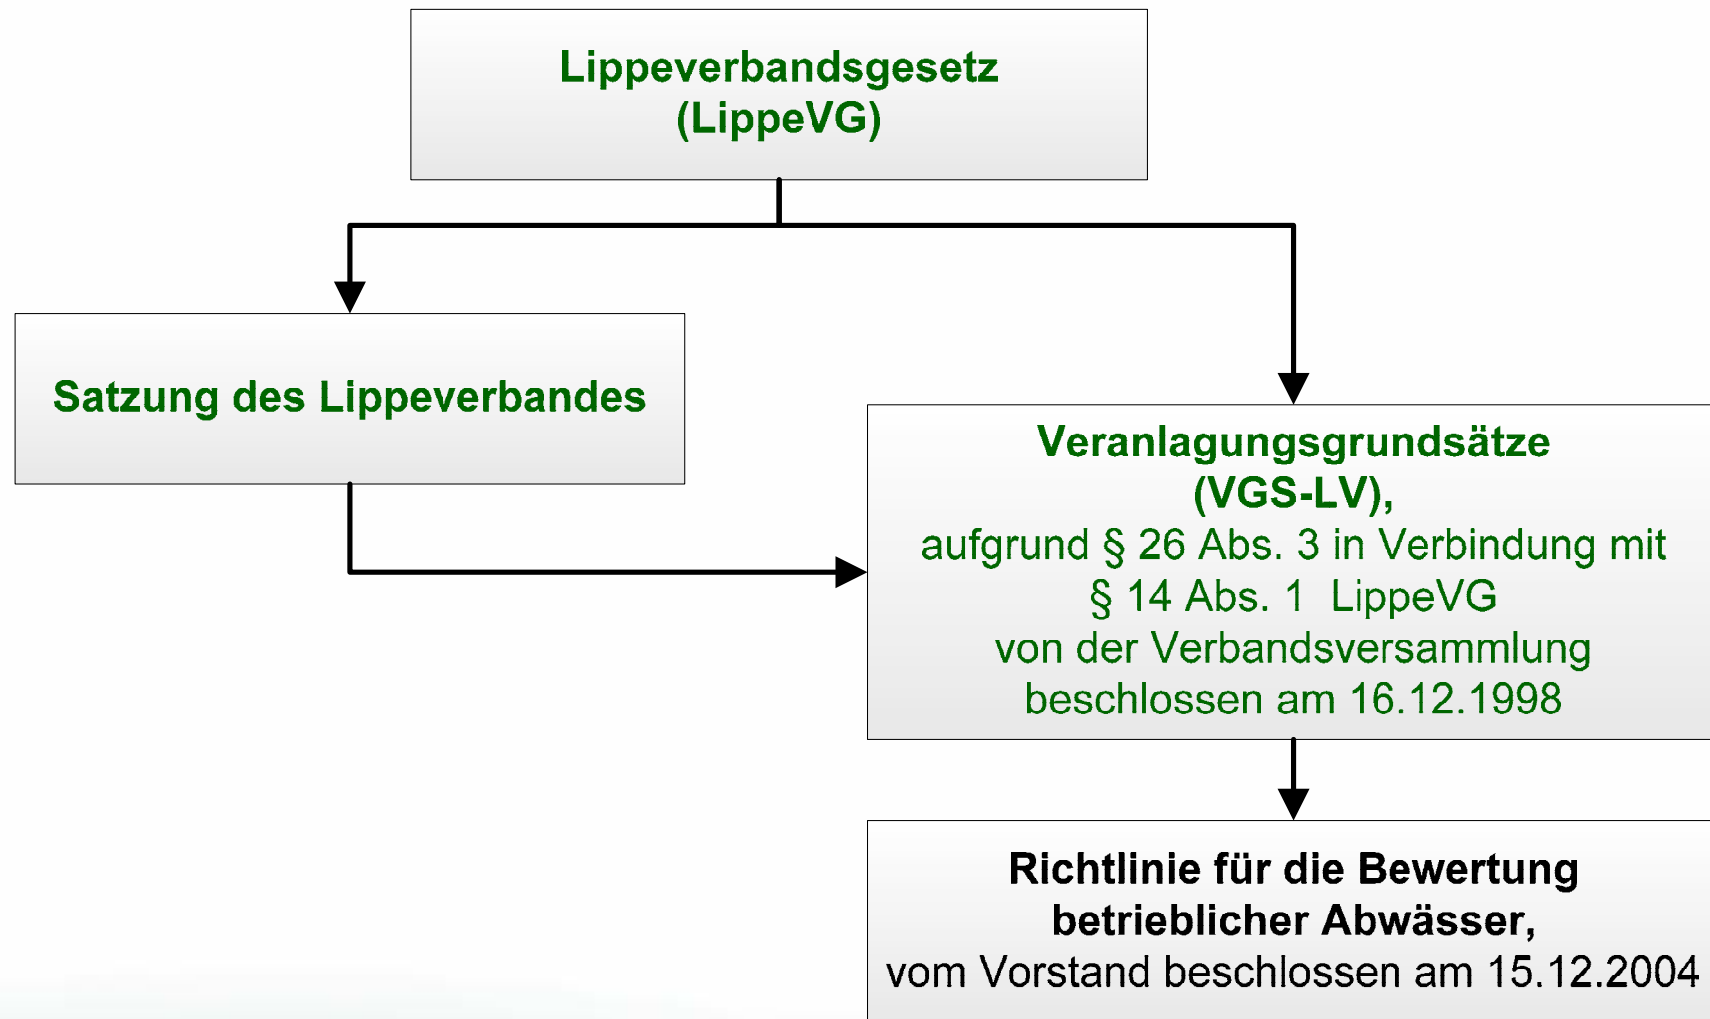 Lippeverbandsgesetz
(LippeVG)
Satzung des Lippeverbandes
Veranlagungsgrundsätze
(VGS-LV),
aufgrund § 26 Abs. 3 in Verbindung mit
§ 14 Abs. 1 LippeVG
von der Verbandsversammlung
beschlossen am 16.12.1998
Richtlinie für die Bewertung
betrieblicher Abwässer,
vom Vorstand beschlossen am 15.12.2004